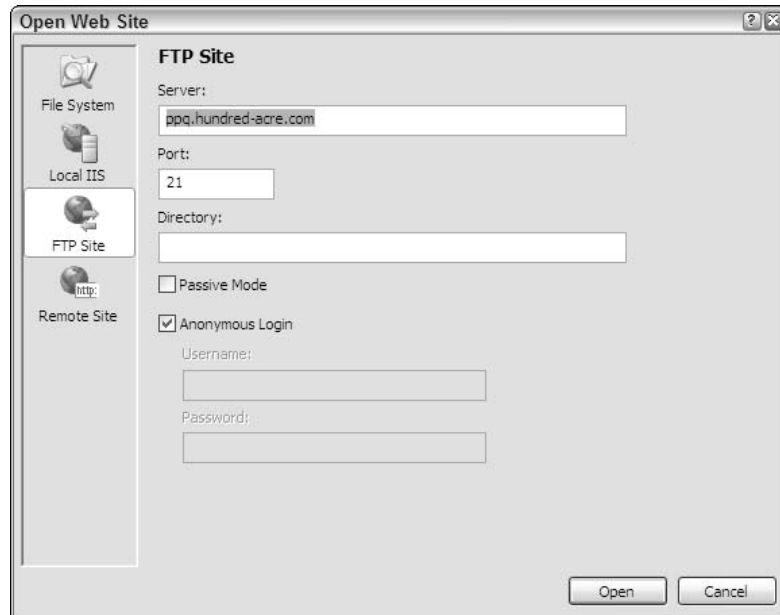 Open Web Site
File System
Local IIS
FTP Site
http:
Remote Site
FTP Site
Server:
ppq.hundred-acre.com
Port:
21
Directory:
Passive Mode
Anonymous Login
Username:
Password:
Open
Cancel